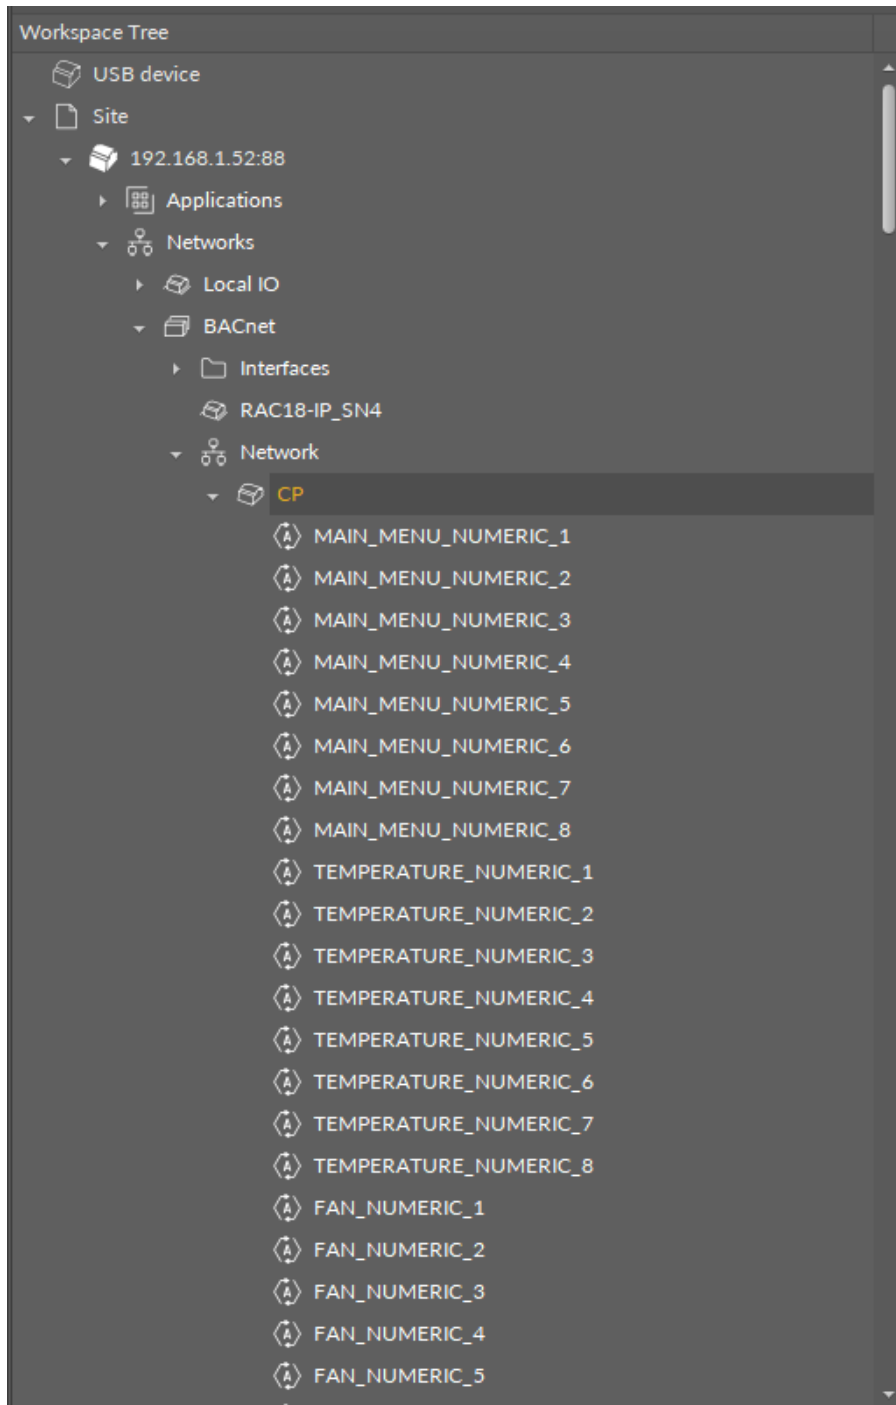 Workspace Tree
USB device
Site
192.168.1.52:88
Applications
Networks
Local IO
BACnet
Interfaces
RAC18-IP_SN4
Network
CP
MAIN_MENU_NUMERIC_1
MAIN_MENU_NUMERIC_2
MAIN_MENU_NUMERIC_3
MAIN_MENU_NUMERIC_4
MAIN_MENU_NUMERIC_5
MAIN_MENU_NUMERIC_6
MAIN_MENU_NUMERIC_7
MAIN_MENU_NUMERIC_8
TEMPERATURE_NUMERIC_1
TEMPERATURE_NUMERIC_2
TEMPERATURE_NUMERIC_3
TEMPERATURE_NUMERIC_4
TEMPERATURE_NUMERIC_5
TEMPERATURE_NUMERIC_6
TEMPERATURE_NUMERIC_7
TEMPERATURE_NUMERIC_8
FAN_NUMERIC_1
FAN_NUMERIC_2
FAN_NUMERIC_3
FAN_NUMERIC_4
FAN_NUMERIC_5